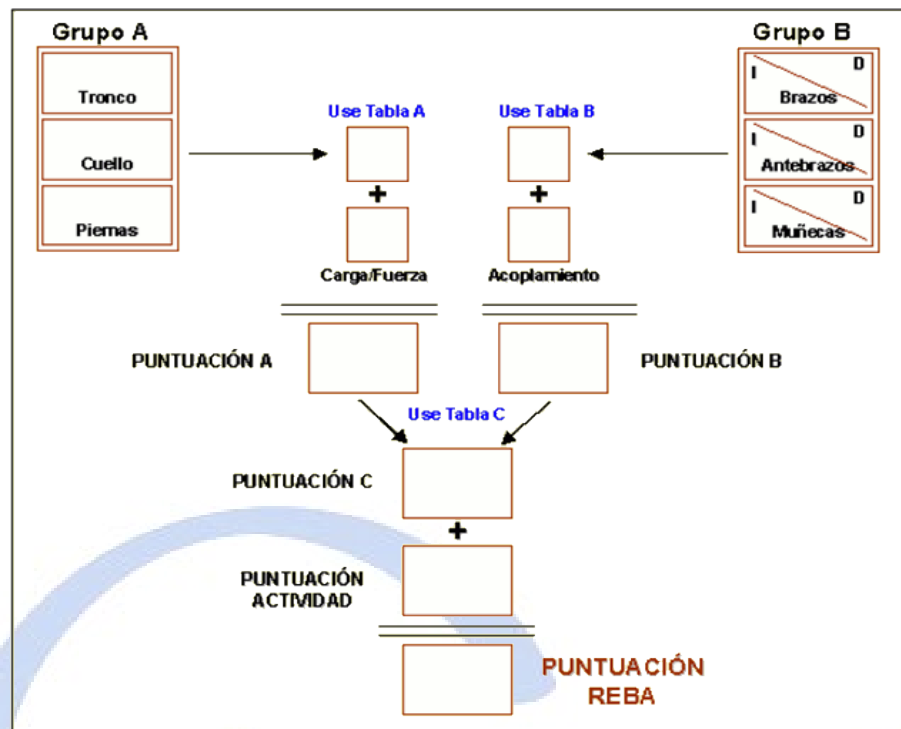 Grupo A
Grupo B
Tronco
Cuello
Piernas
I D
Brazos
I D
Antebrazos
I D
Muñecas
Use Tabla A
Use Tabla B
+
+
Carga/Fuerza
Acoplamiento
PUNTUACIÓN A
PUNTUACIÓN B
Use Tabla C
PUNTUACIÓN C
+
PUNTUACIÓN
ACTIVIDAD
PUNTUACIÓN
REBA